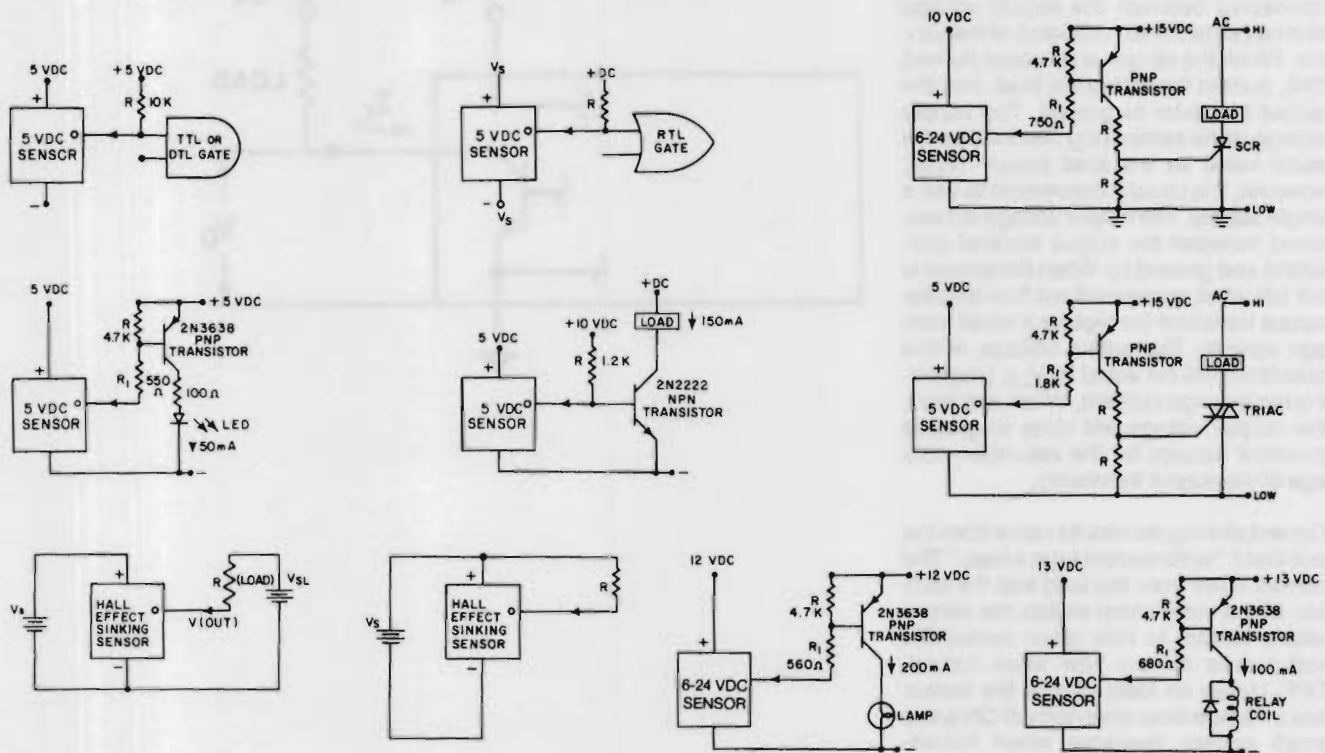 5 VDC
+5 VDC
+
R
10 K
5 VDC
SENSOR
TTL OR
DTL GATE
−
VS
+DC
+
R
5 VDC
SENSOR
RTL
GATE
−
VS
10 VDC
+15VDC
AC
HI
R
4.7K
PNP
TRANSISTOR
+
R1
750Ω
R
LOAD
6-24 VDC
SENSOR
SCR
R
LOW
5 VDC
+5 VDC
R
4.7K
2N3638
PNP
TRANSISTOR
+
R1
550
Ω
100Ω
5 VDC
SENSOR
LED
50mA
−
+DC
LOAD
150mA
+10 VDC
5 VDC
R
1.2 K
+
2N2222
NPN
TRANSISTOR
5 VDC
SENSOR
−
5 VDC
+15VDC
AC
HI
R
4.7K
PNP
TRANSISTOR
R1
1.8K
LOAD
+
R
5 VDC
SENSOR
TRIAC
R
LOW
VS
+
HALL
EFFECT
SINKING
SENSOR
−
R
(LOAD)
VSL
V(OUT)
VS
+
HALL
EFFECT
SINKING
SENSOR
−
R
12 VDC
+12 VDC
R
4.7K
2N3638
PNP
TRANSISTOR
+
R1
560Ω
200mA
6-24 VDC
SENSOR
LAMP
−
13 VDC
+13 VDC
R
4.7K
2N3638
PNP
TRANSISTOR
+
R1
680Ω
100mA
6-24 VDC
SENSOR
RELAY
COIL
−